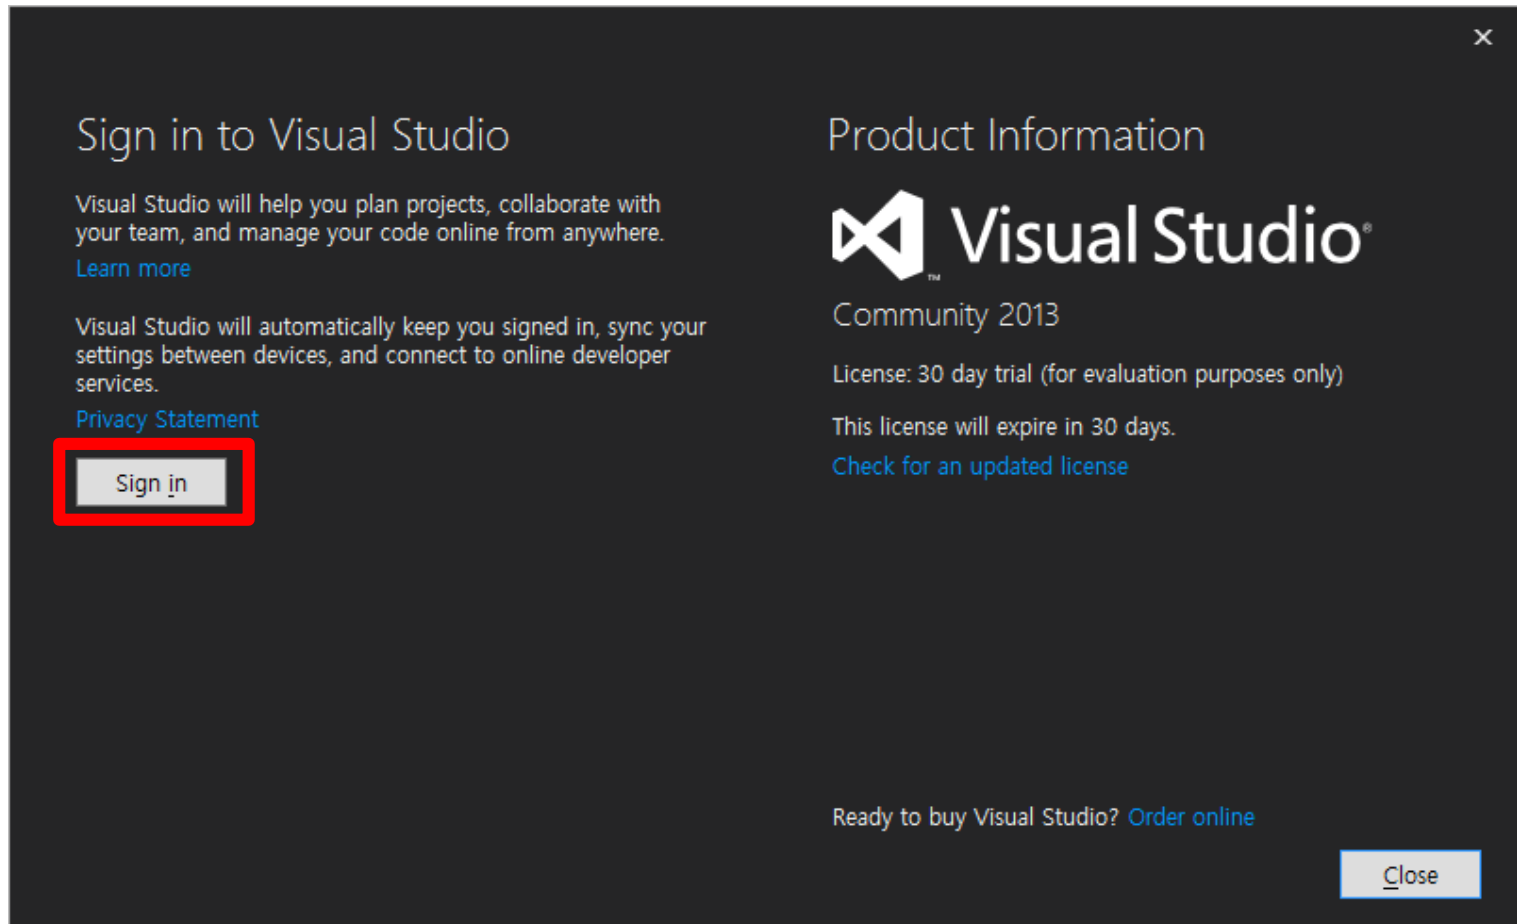 Sign in to Visual Studio
Visual Studio will help you plan projects, collaborate with
your team, and manage your code online from anywhere.
Learn more
Visual Studio will automatically keep you signed in, sync your
settings between devices, and connect to online developer
services.
Privacy Statement
Sign in
Product Information
Visual Studio®
™
Community 2013
License: 30 day trial (for evaluation purposes only)
This license will expire in 30 days.
Check for an updated license
Ready to buy Visual Studio? Order online
Close